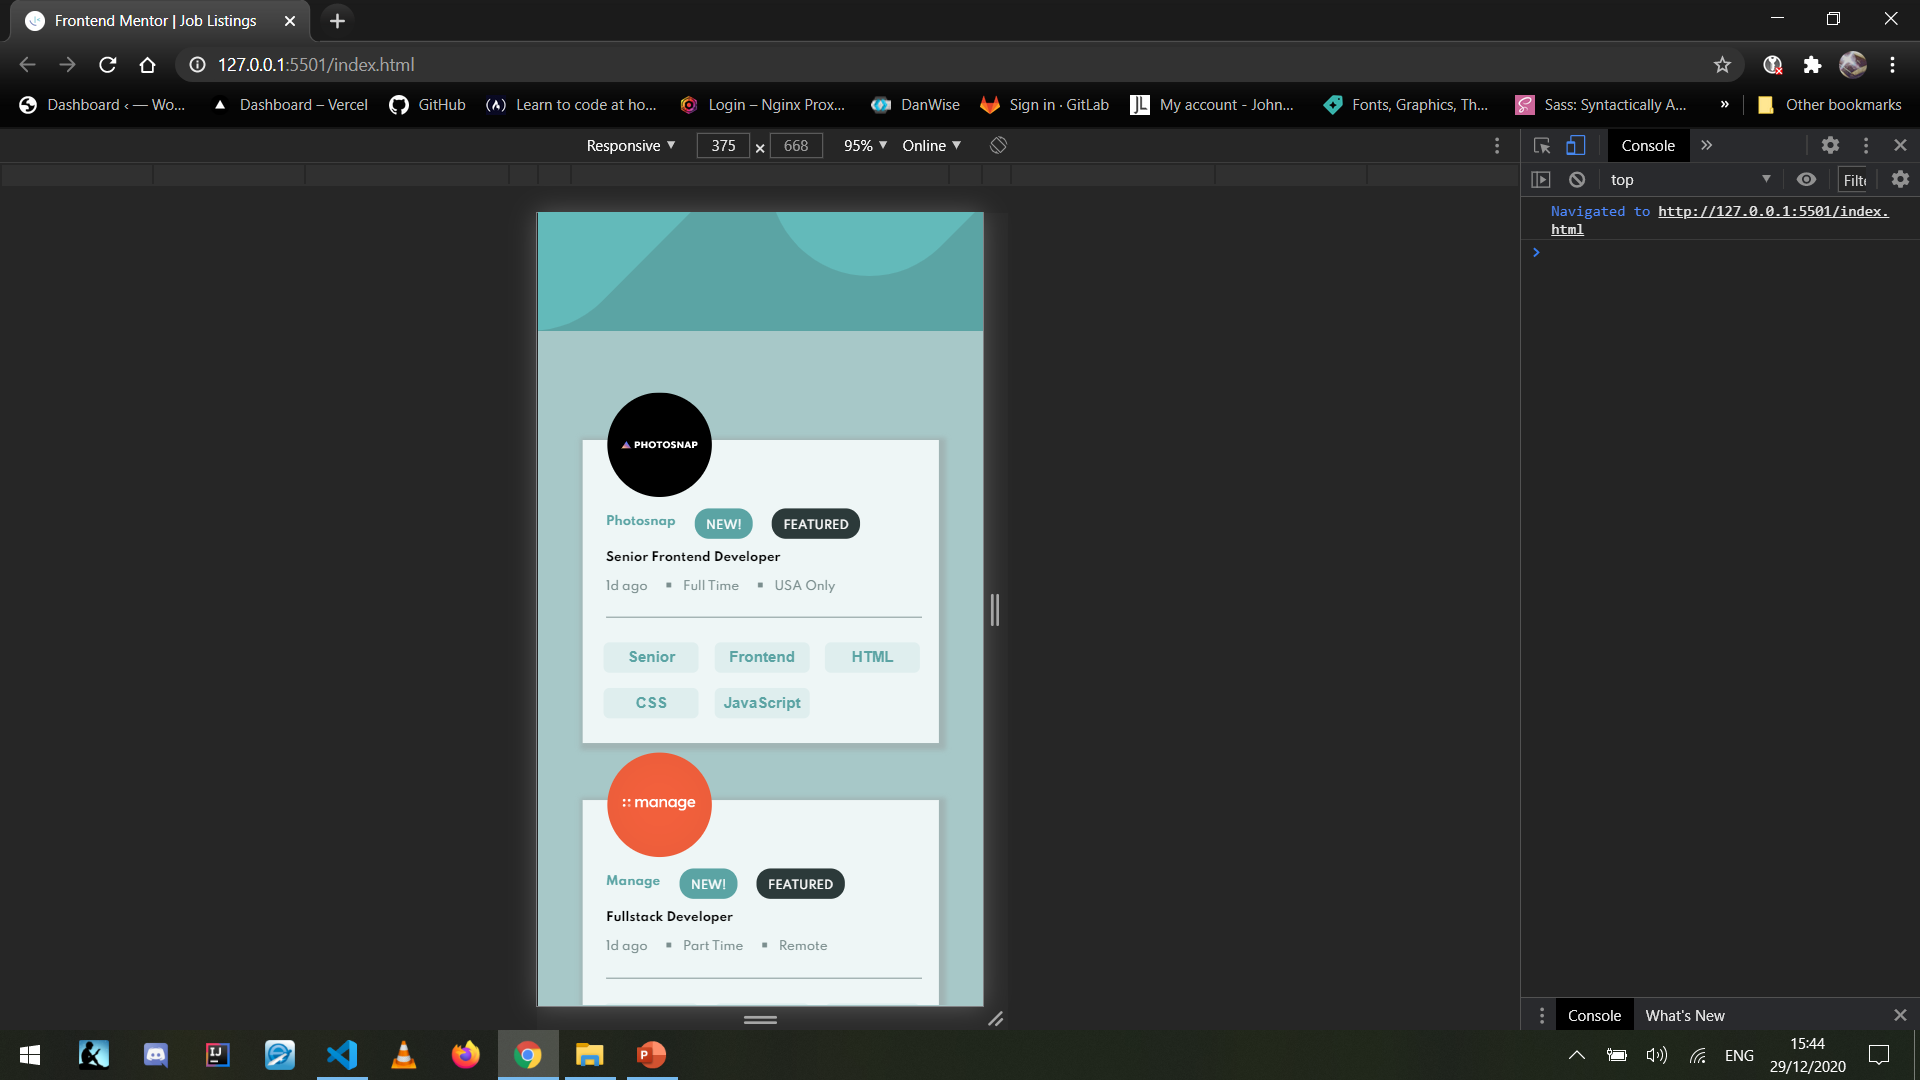 Frontend Mentor | Job Listings
127.0.0.1:5501/index.html
Dashboard ‹ — Wo... Dashboard – Vercel GitHub Learn to code at ho... Login – Nginx Prox... DanWise Sign in · GitLab My account - John... Fonts, Graphics, Th... Sass: Syntactically A... » Other bookmarks
Responsive 375 × 668 95% Online
Console »
top Filt
Navigated to http://127.0.0.1:5501/index.
html
PHOTOSNAP
Photosnap NEW! FEATURED
Senior Frontend Developer
1d ago Full Time USA Only
Senior Frontend HTML
CSS JavaScript
manage
Manage NEW! FEATURED
Fullstack Developer
1d ago Part Time Remote
Console What's New
ENG 15:44
29/12/2020